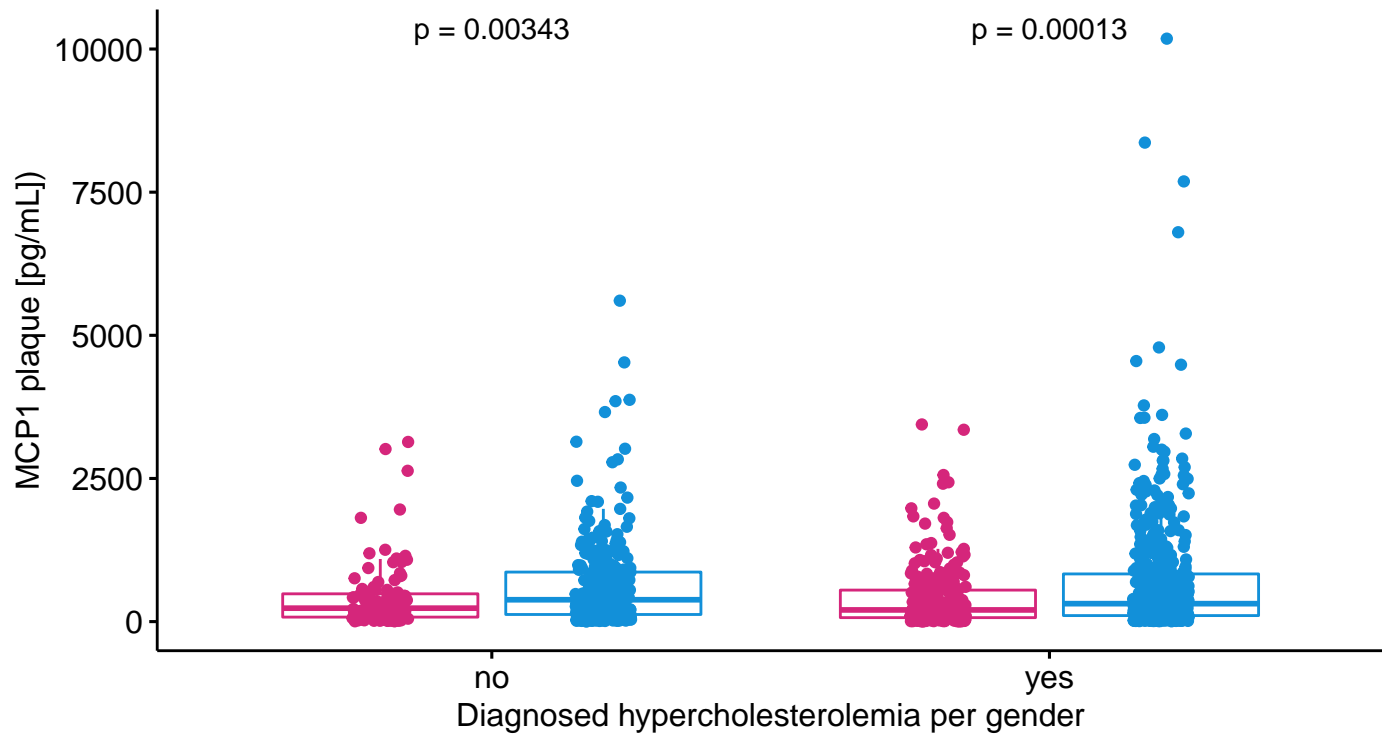 p = 0.00343
p = 0.00013
MCP1 plaque [pg/mL])
10000
7500
5000
2500
0
no
yes
Diagnosed hypercholesterolemia per gender